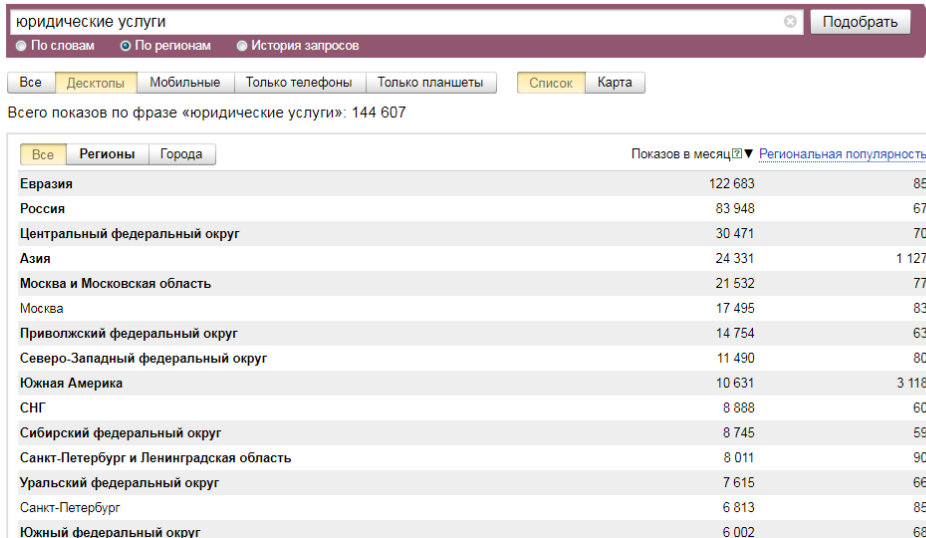 юридические услуги Подобрать
По словам По регионам История запросов
Все Десктопы Мобильные Только телефоны Только планшеты Список Карта
Всего показов по фразе «юридические услуги»: 144 607
Все Регионы Города Показов в месяц [?]▼ Региональная популярность
Евразия 122 683 85
Россия 83 948 67
Центральный федеральный округ 30 471 70
Азия 24 331 1 127
Москва и Московская область 21 532 77
Москва 17 495 83
Приволжский федеральный округ 14 754 63
Северо-Западный федеральный округ 11 490 80
Южная Америка 10 631 3 118
СНГ 8 888 60
Сибирский федеральный округ 8 745 59
Санкт-Петербург и Ленинградская область 8 011 90
Уральский федеральный округ 7 615 66
Санкт-Петербург 6 813 85
Южный федеральный округ 6 002 68